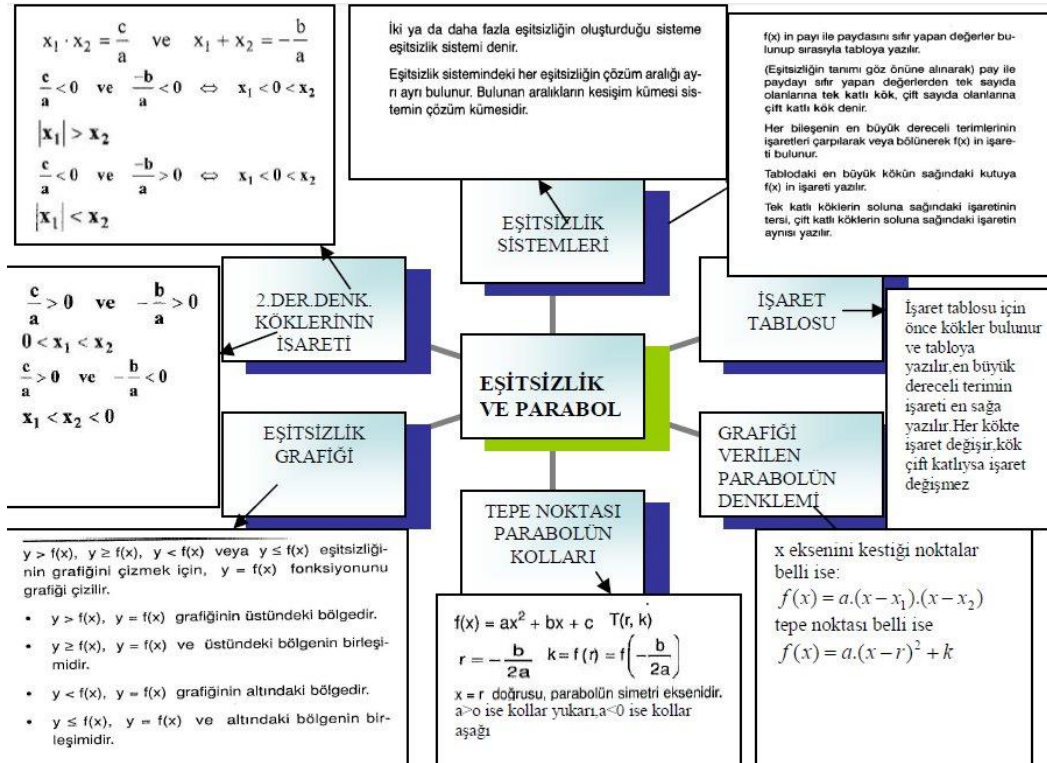 x₁ · x₂ = c/a ve x₁ + x₂ = -b/a
c/a < 0 ve -b/a < 0 ⇔ x₁ < 0 < x₂
|x₁| > x₂
c/a < 0 ve -b/a > 0 ⇔ x₁ < 0 < x₂
|x₁| < x₂
İki ya da daha fazla eşitsizliğin oluşturduğu sisteme
eşitsizlik sistemi denir.
Eşitsizlik sistemindeki her eşitsizliğin çözüm aralığı ay-
rı ayrı bulunur. Bulunan aralıkların kesişim kümesi sis-
temin çözüm kümesidir.
f(x) in payı ile paydasını sıfır yapan değerler bu-
lunup sırasıyla tabloya yazılır.
(Eşitsizliğin tanımı göz önüne alınarak) pay ile
paydayı sıfır yapan değerlerden tek sayıda
olanlarına tek katlı kök, çift sayıda olanlarına
çift katlı kök denir.
Her bileşenin en büyük dereceli terimlerinin
işaretleri çarpılarak veya bölünerek f(x) in işare-
ti bulunur.
Tablodaki en büyük kökün sağındaki kutuya
f(x) in işareti yazılır.
Tek katlı köklerin soluna sağındaki işaretinin
tersi, çift katlı köklerin soluna sağındaki işaretin
aynısı yazılır.
EŞİTSİZLİK
SİSTEMLERİ
2.DER.DENK.
KÖKLERİNİN
İSARETİ
İŞARET
TABLOSU
c/a > 0 ve -b/a > 0
0 < x₁ < x₂
c/a > 0 ve -b/a < 0
x₁ < x₂ < 0
İşaret tablosu için
önce kökler bulunur
ve tabloya
yazılır,en büyük
dereceli terimin
işareti en sağa
yazılır.Her kökte
işaret değişir,kök
çift katlıysa işaret
değişmez
EŞİTSİZLİK
VE PARABOL
EŞİTSİZLİK
GRAFİĞİ
GRAFİĞİ
VERİLEN
PARABOLÜN
DENKLEMİ
TEPE NOKTASI
PARABOLÜN
KOLLARI
y > f(x), y ≥ f(x), y < f(x) veya y ≤ f(x) eşitsizliği-
nin grafiğini çizmek için, y = f(x) fonksiyonunu
grafiği çizilir.
• y > f(x), y = f(x) grafiğinin üstündeki bölgedir.
• y ≥ f(x), y = f(x) ve üstündeki bölgenin birleşi-
midir.
• y < f(x), y = f(x) grafiğinin altındaki bölgedir.
• y ≤ f(x), y = f(x) ve altındaki bölgenin bir-
leşimidir.
f(x) = ax² + bx + c T(r, k)
r = -b/2a k = f(r) = f(-b/2a)
x = r doğrusu, parabolün simetri eksenidir.
a>o ise kollar yukarı,a<0 ise kollar
aşağı
x eksenini kestiği noktalar
belli ise:
f(x) = a.(x - x₁).(x - x₂)
tepe noktası belli ise
f(x) = a.(x - r)² + k